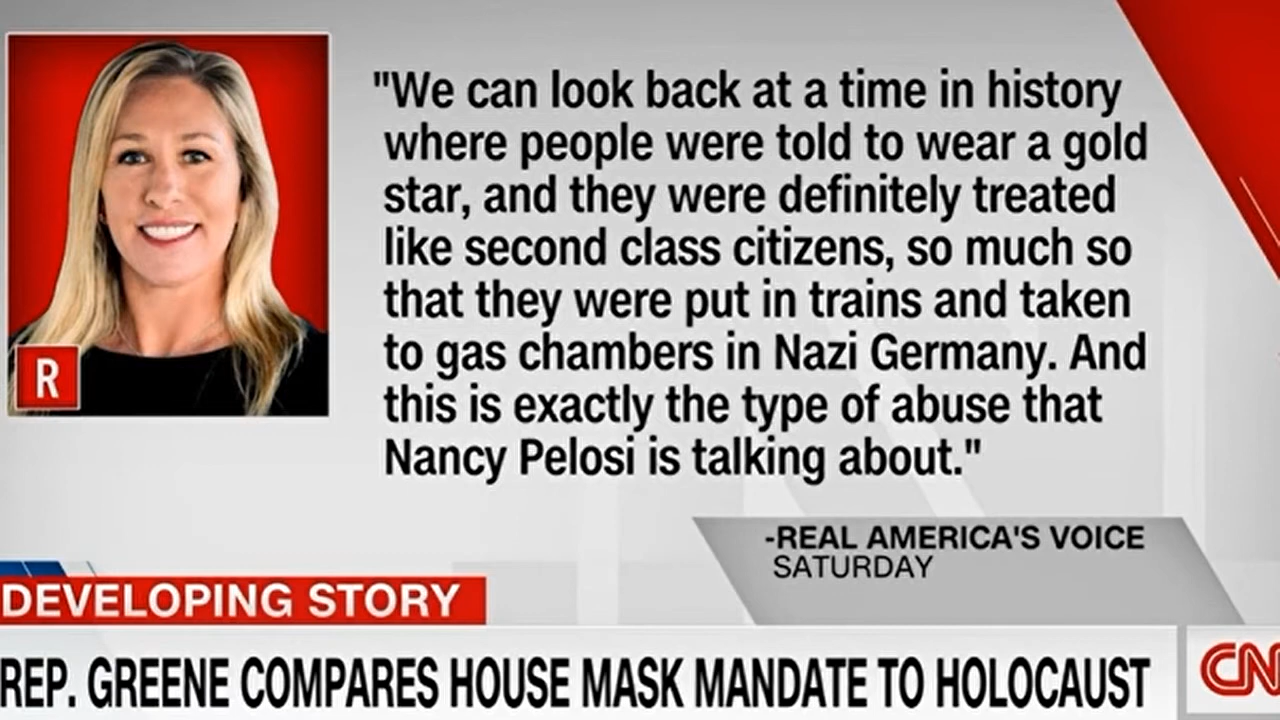 "We can look back at a time in history
where people were told to wear a gold
star, and they were definitely treated
like second class citizens, so much so
that they were put in trains and taken
to gas chambers in Nazi Germany. And
this is exactly the type of abuse that
Nancy Pelosi is talking about."
R
-REAL AMERICA'S VOICE
SATURDAY
DEVELOPING STORY
REP. GREENE COMPARES HOUSE MASK MANDATE TO HOLOCAUST
CN